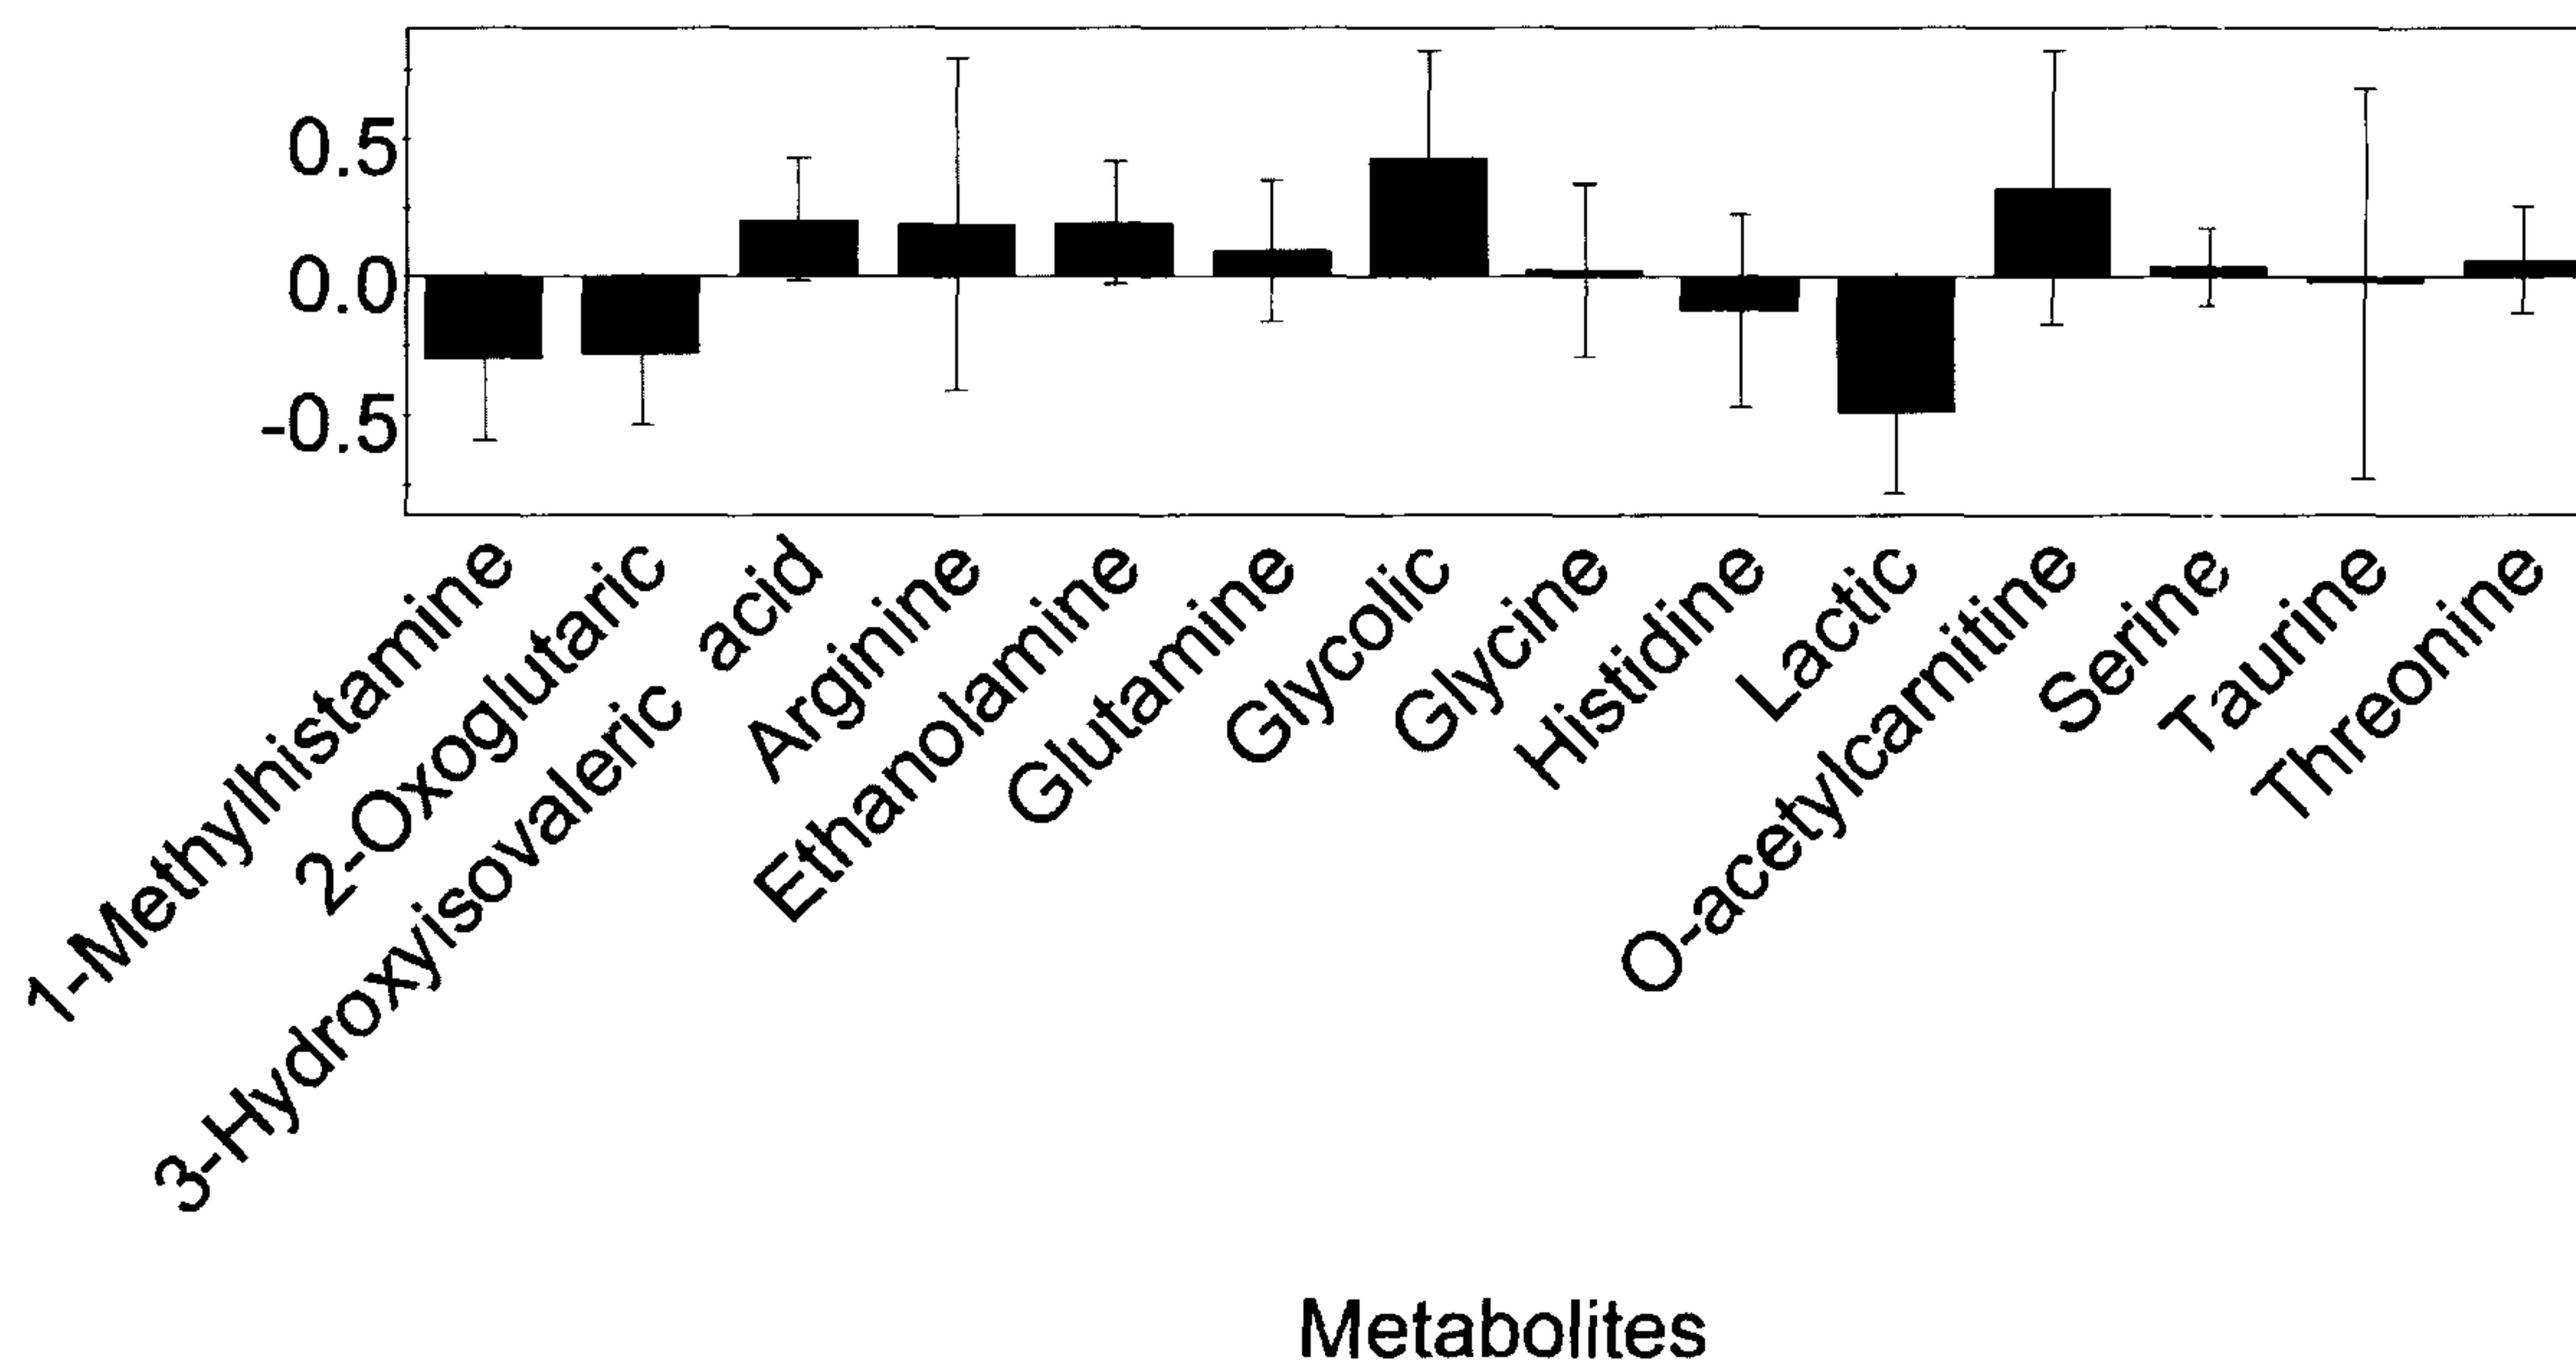 0.5
0.0
-0.5
1-Methylhistamine
2-Oxoglutaric
3-Hydroxyisovaleric acid
Arginine
Ethanolamine
Glutamine
Glycolic
Glycine
Histidine
Lactic
O-acetylcarnitine
Serine
Taurine
Threonine
Metabolites